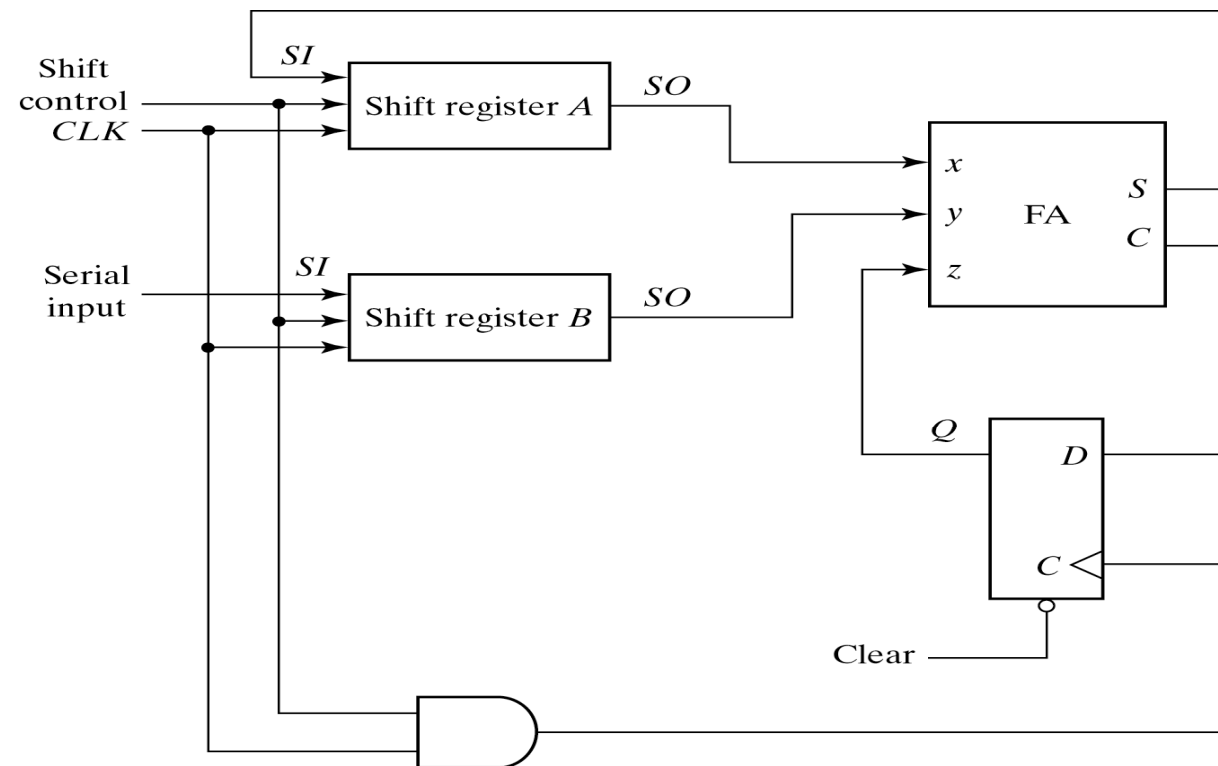 Shift
control
CLK
SI
Shift register A
SO
x
y
z
FA
S
C
Serial
input
SI
Shift register B
SO
Q
D
C
Clear